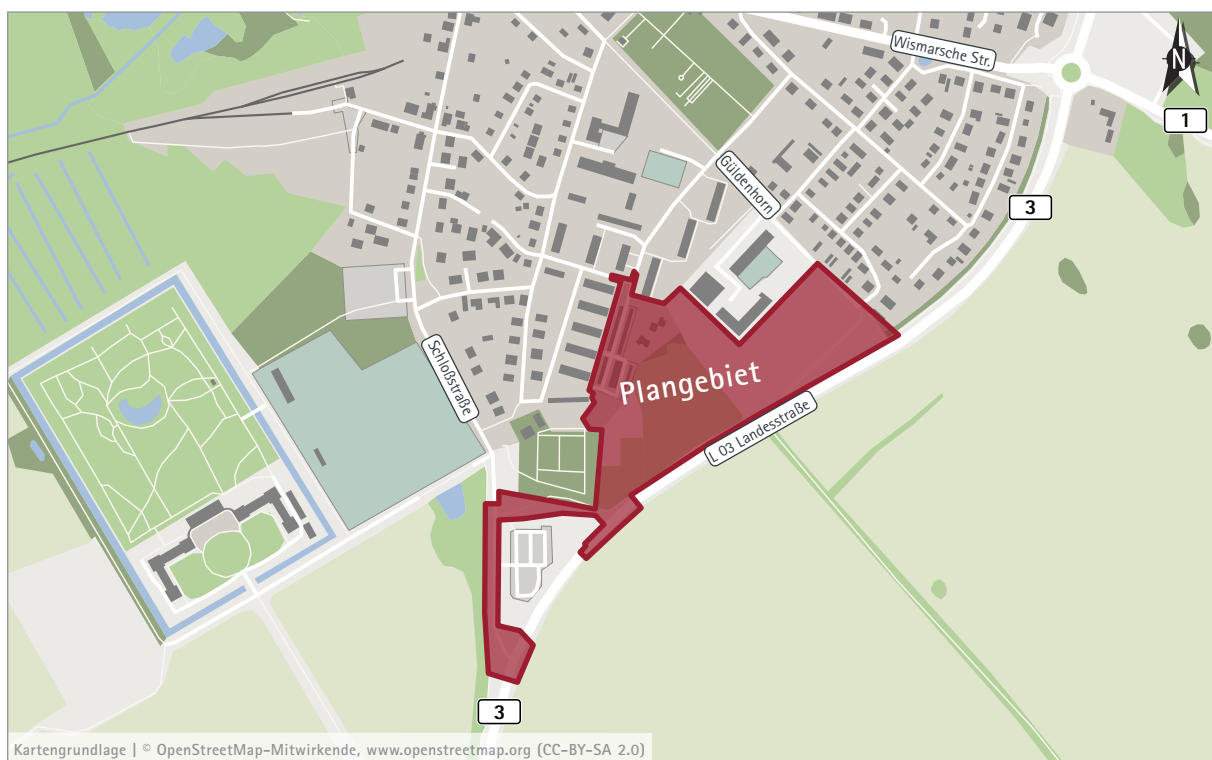 Wismarsche Str.
N
1
Güldenhorn
3
Schloßstraße
Plangebiet
L 03 Landesstraße
3
Kartengrundlage | © OpenStreetMap-Mitwirkende, www.openstreetmap.org (CC-BY-SA 2.0)